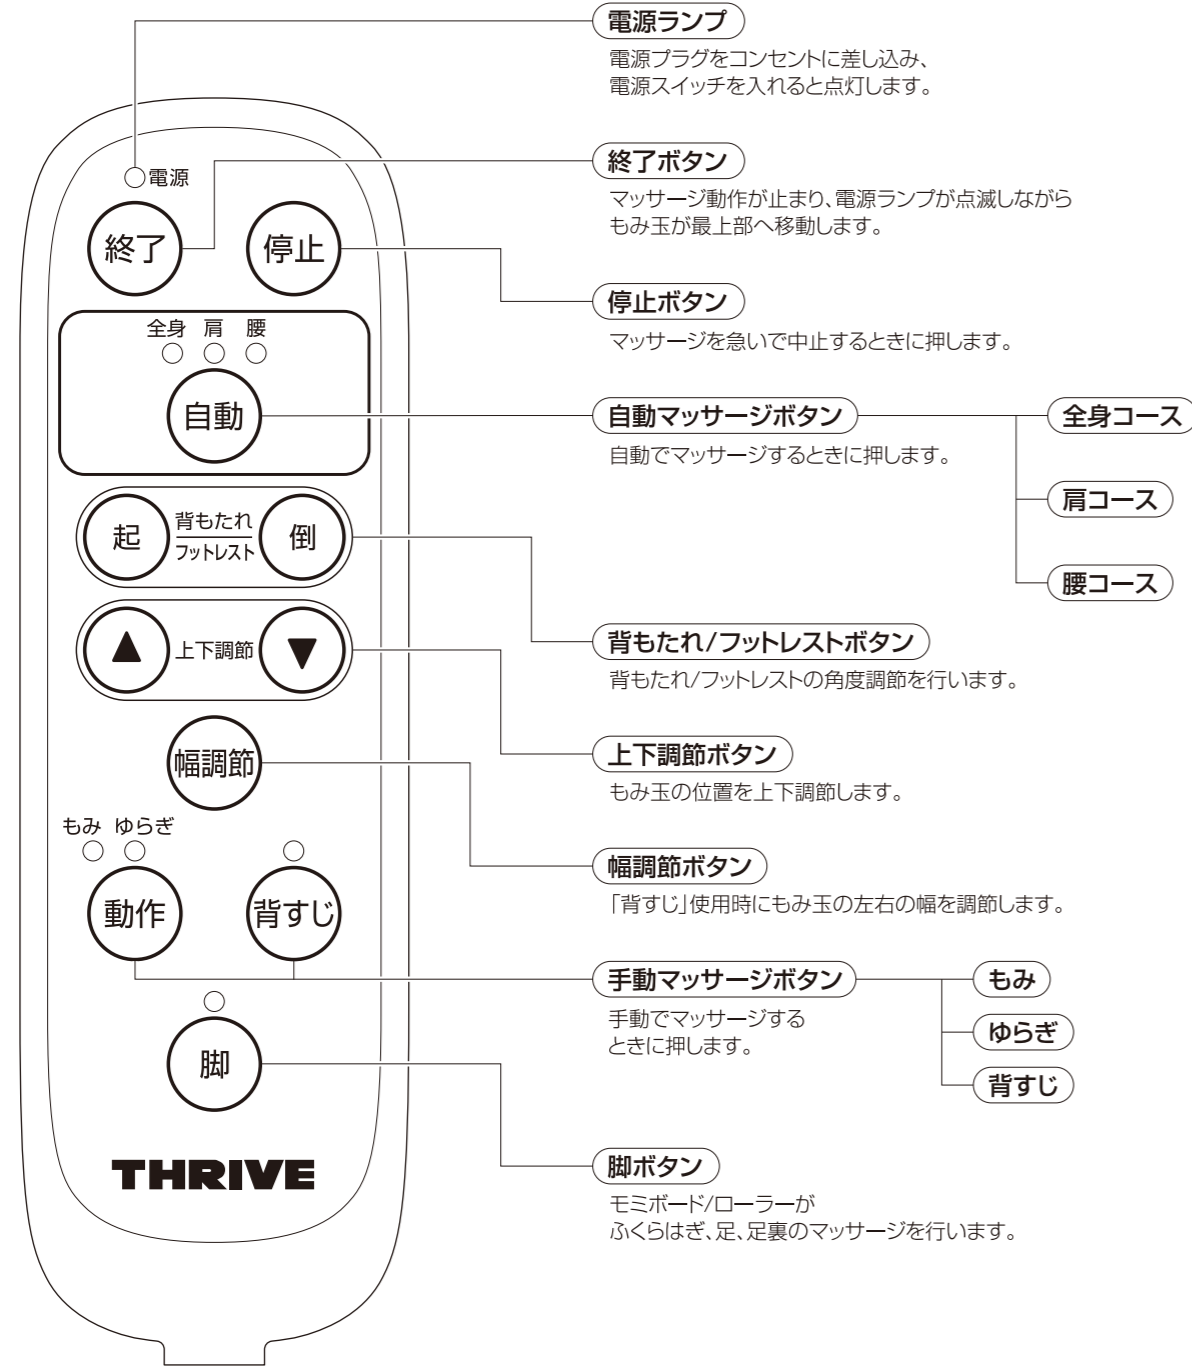 電源ランプ
電源プラグをコンセントに差し込み、
電源スイッチを入れると点灯します。
電源
終了
停止
終了ボタン
マッサージ動作が止まり、電源ランプが点滅しながら
もみ玉が最上部へ移動します。
停止ボタン
マッサージを急いで中止するときに押します。
全身 肩 腰
自動
自動マッサージボタン
自動でマッサージするときに押します。
全身コース
肩コース
腰コース
起
背もたれ
フットレスト
倒
背もたれ/フットレストボタン
背もたれ/フットレストの角度調節を行います。
▲
上下調節
▼
上下調節ボタン
もみ玉の位置を上下調節します。
幅調節
幅調節ボタン
「背すじ」使用時にもみ玉の左右の幅を調節します。
もみ ゆらぎ
動作
背すじ
手動マッサージボタン
手動でマッサージする
ときに押します。
もみ
ゆらぎ
背すじ
脚
脚ボタン
モミボード/ローラーが
ふくらはぎ、足、足裏のマッサージを行います。
THRIVE